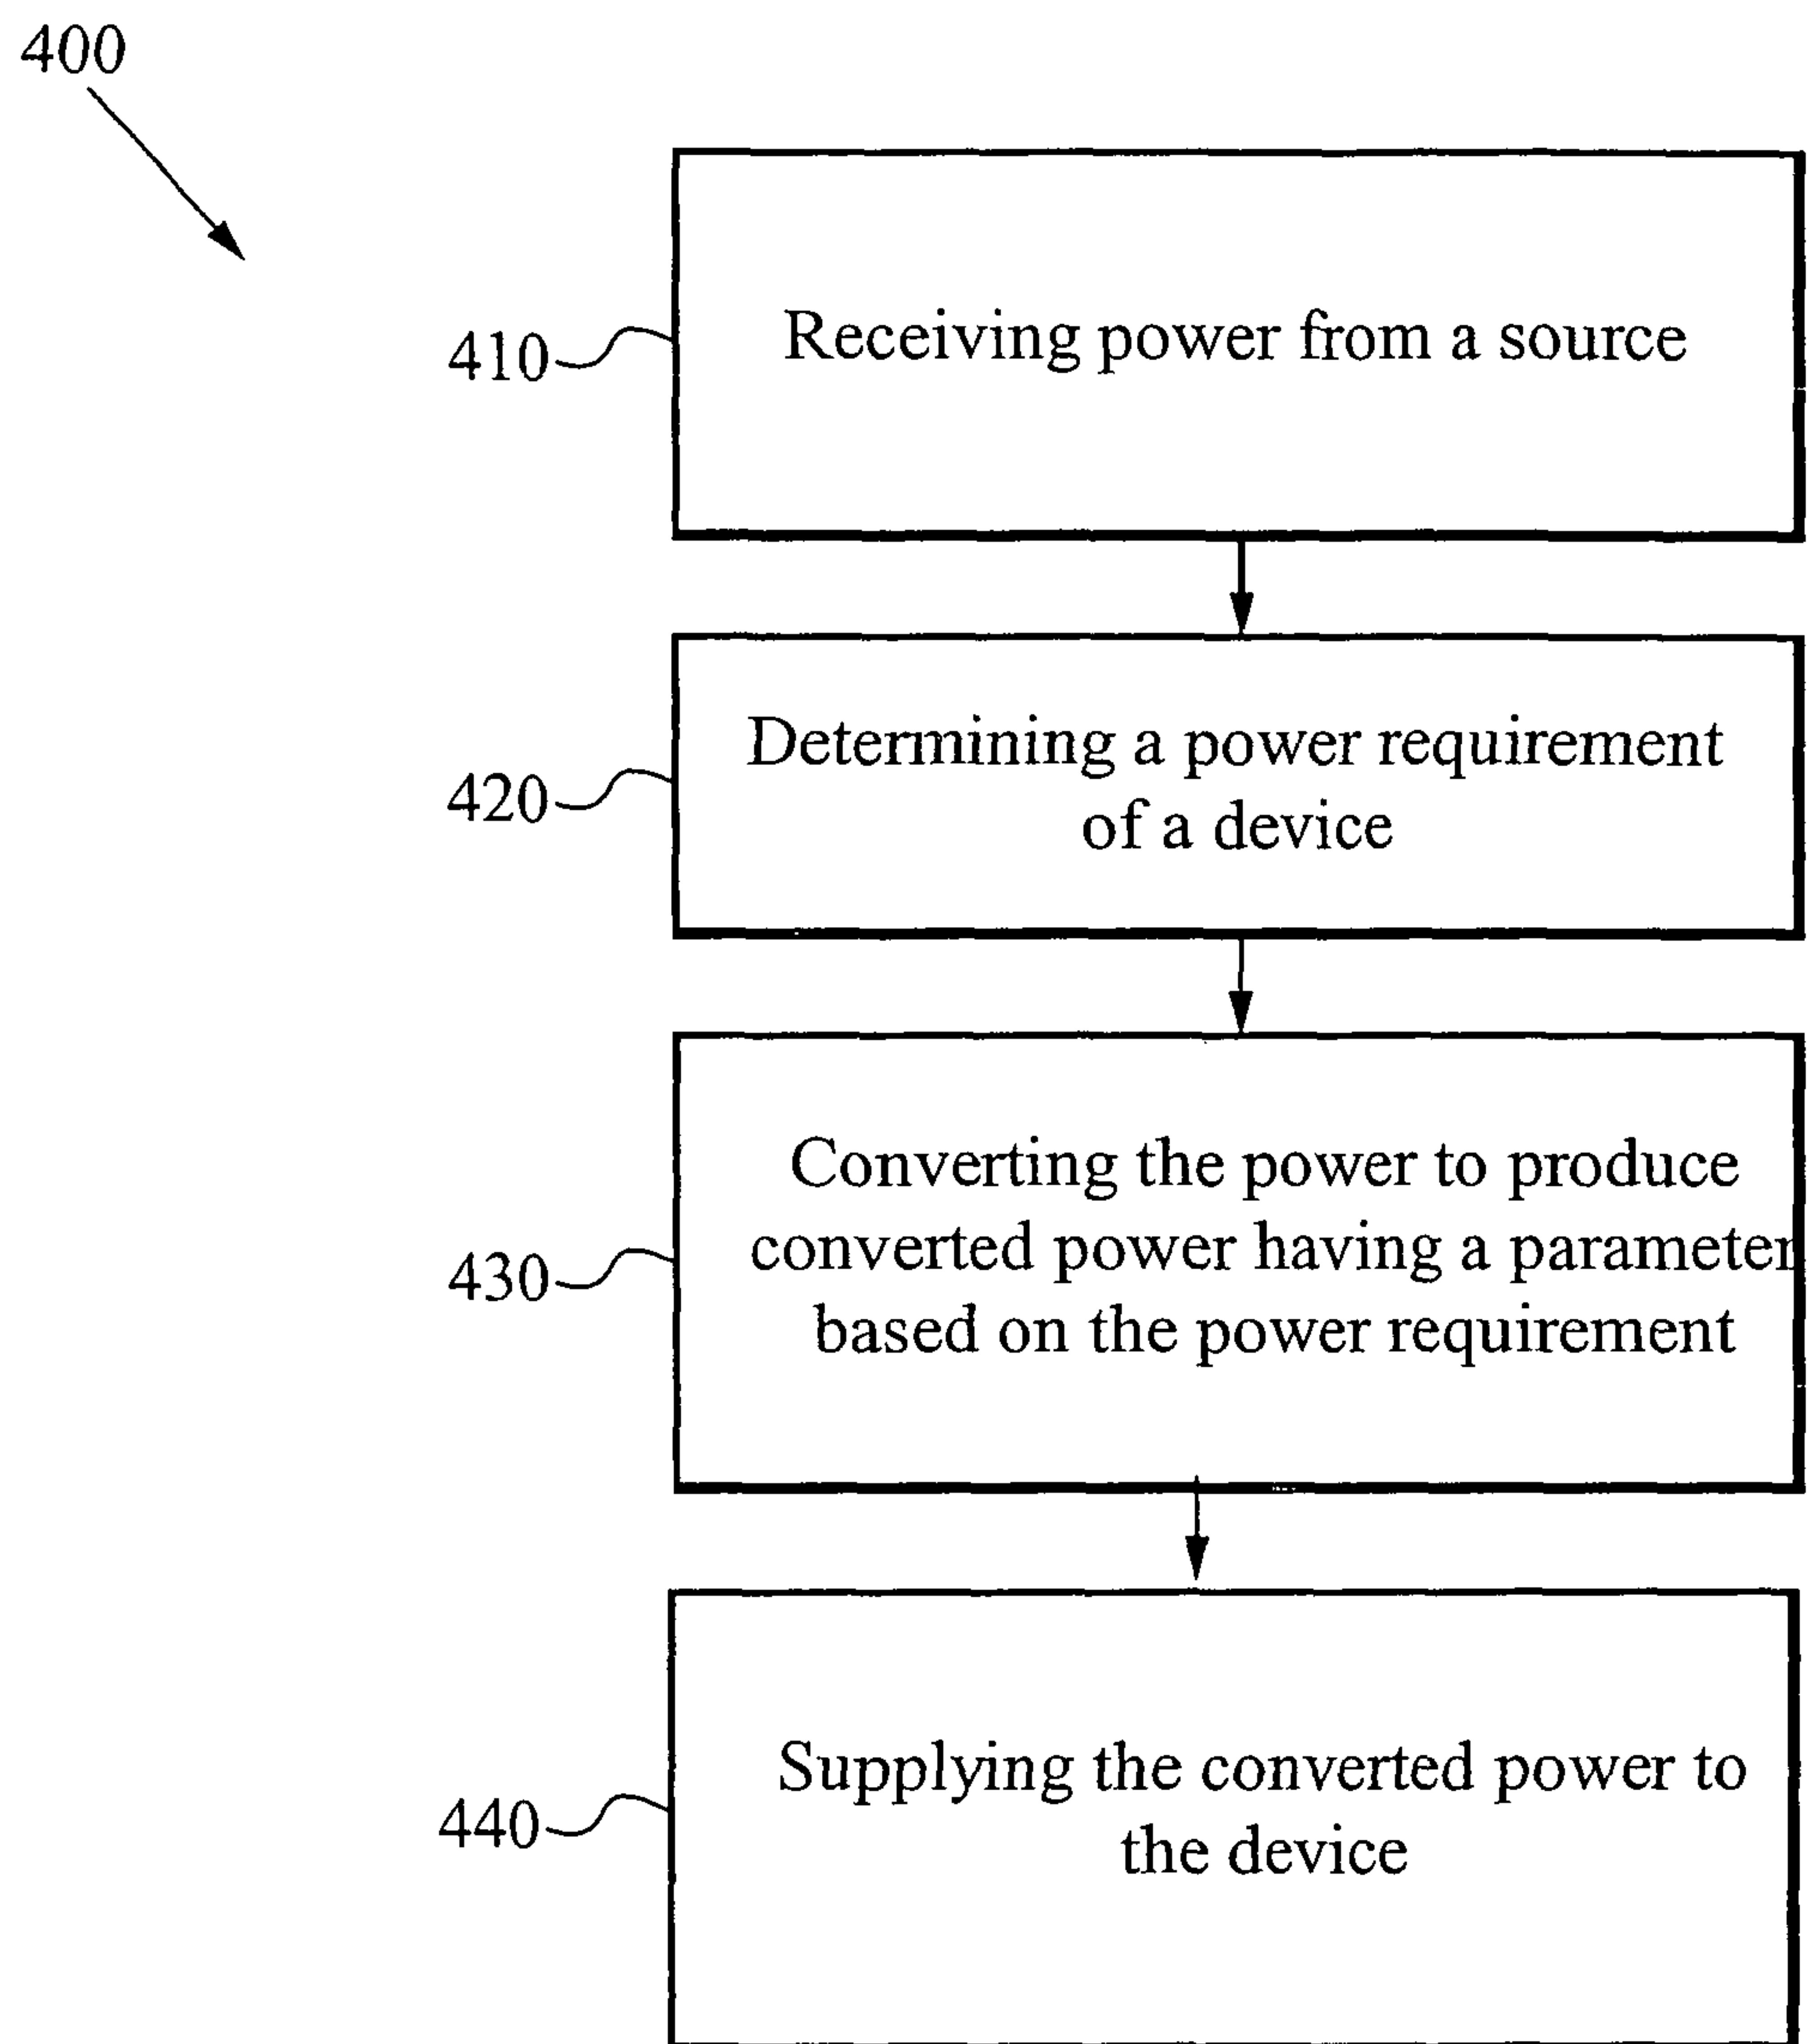 400
410
Receiving power from a source
420
Determining a power requirement
of a device
430
Converting the power to produce
converted power having a parameter
based on the power requirement
440
Supplying the converted power to
the device